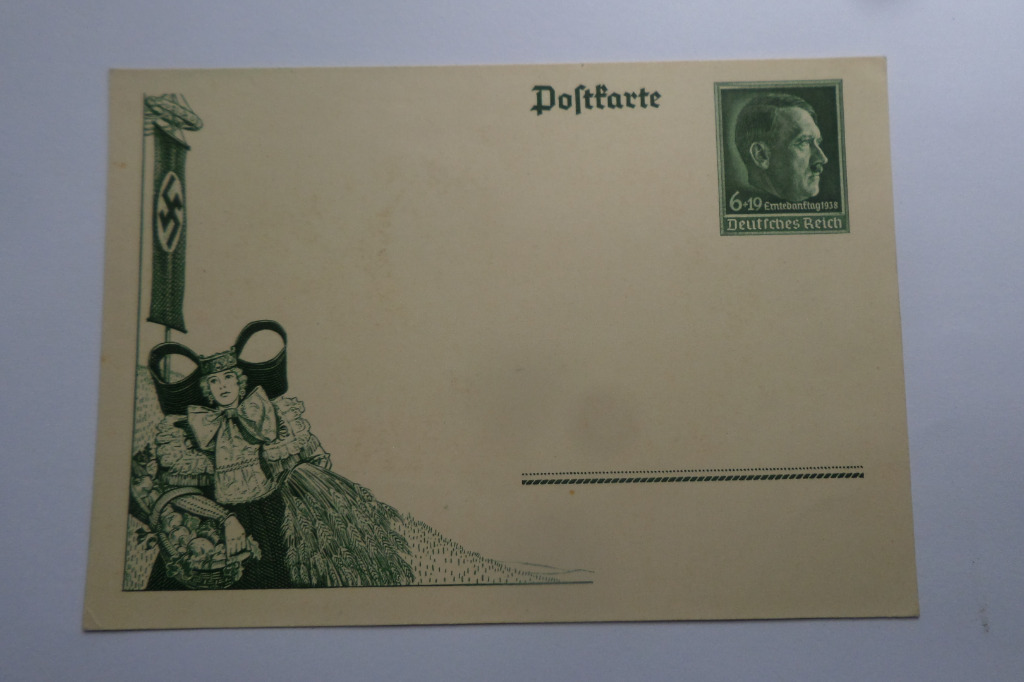 Poſtkarte
6+19 Erntedanktag 1938
Deutſches Reich